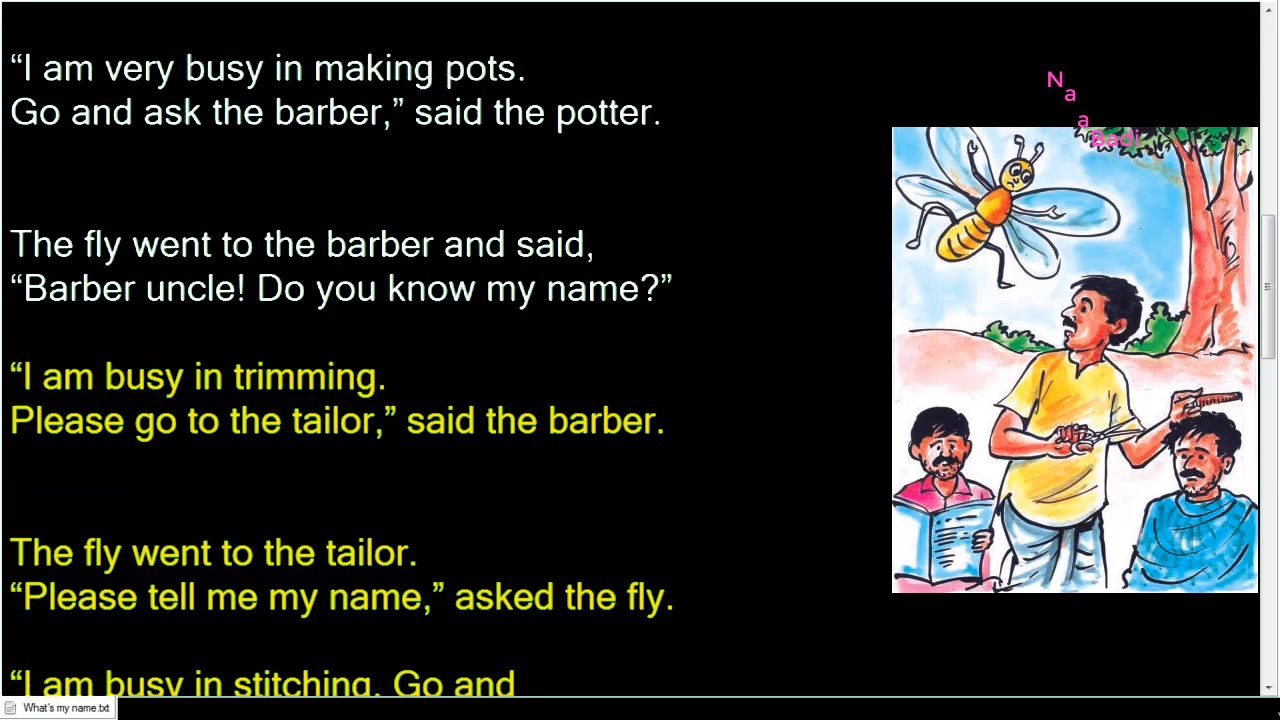 “I am very busy in making pots.
Go and ask the barber,” said the potter.
The fly went to the barber and said,
“Barber uncle! Do you know my name?”
“I am busy in trimming.
Please go to the tailor,” said the barber.
The fly went to the tailor.
“Please tell me my name,” asked the fly.
“I am busy in stitching. Go and
Naa Badi
What's my name.txt